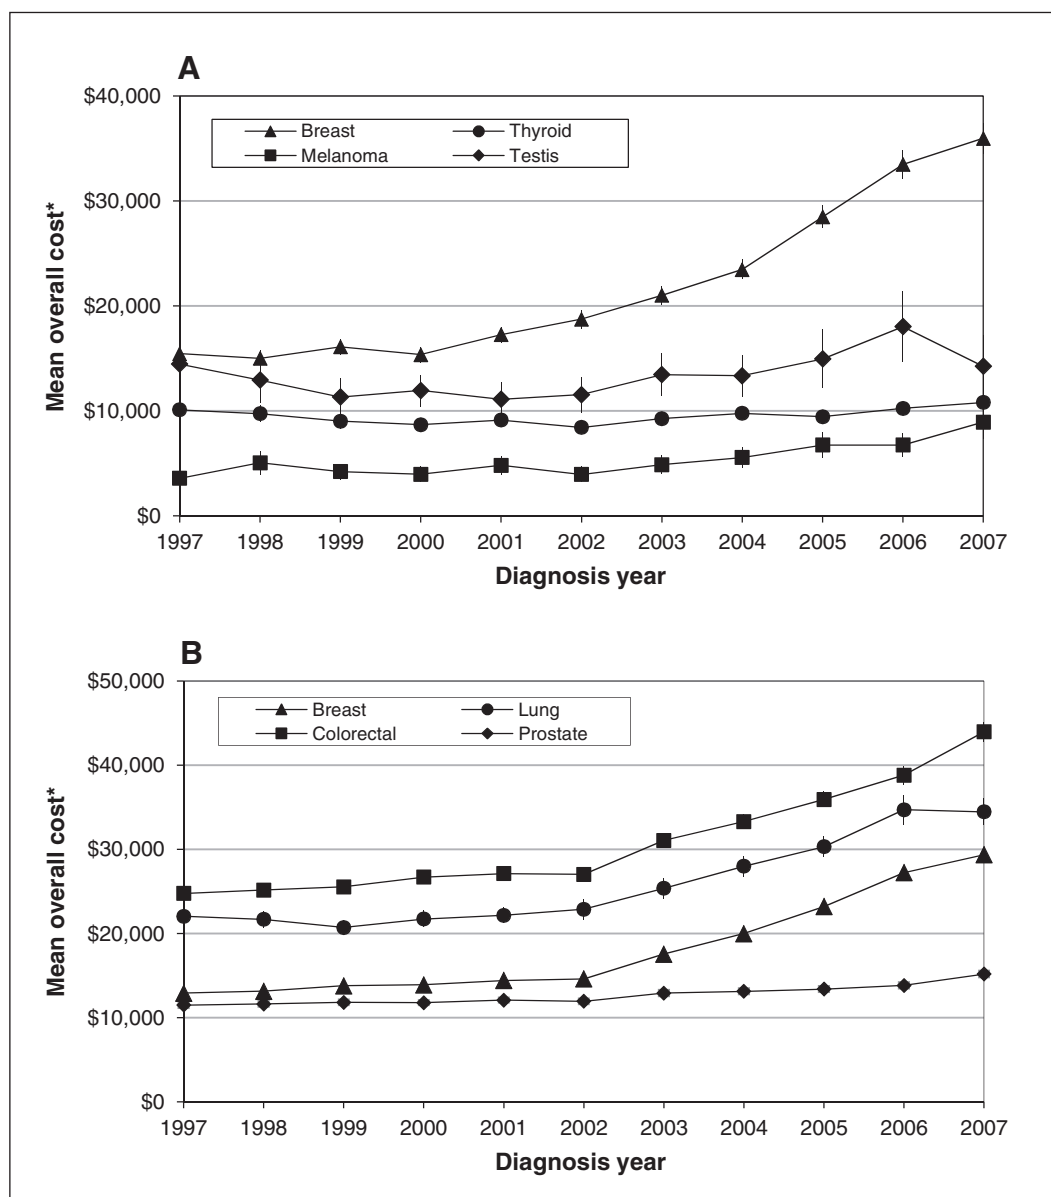 A
$40,000
$30,000
$20,000
$10,000
$0
Mean overall cost*
Breast Thyroid
Melanoma Testis
1997 1998 1999 2000 2001 2002 2003 2004 2005 2006 2007
Diagnosis year
B
$50,000
$40,000
$30,000
$20,000
$10,000
$0
Mean overall cost*
Breast Lung
Colorectal Prostate
1997 1998 1999 2000 2001 2002 2003 2004 2005 2006 2007
Diagnosis year